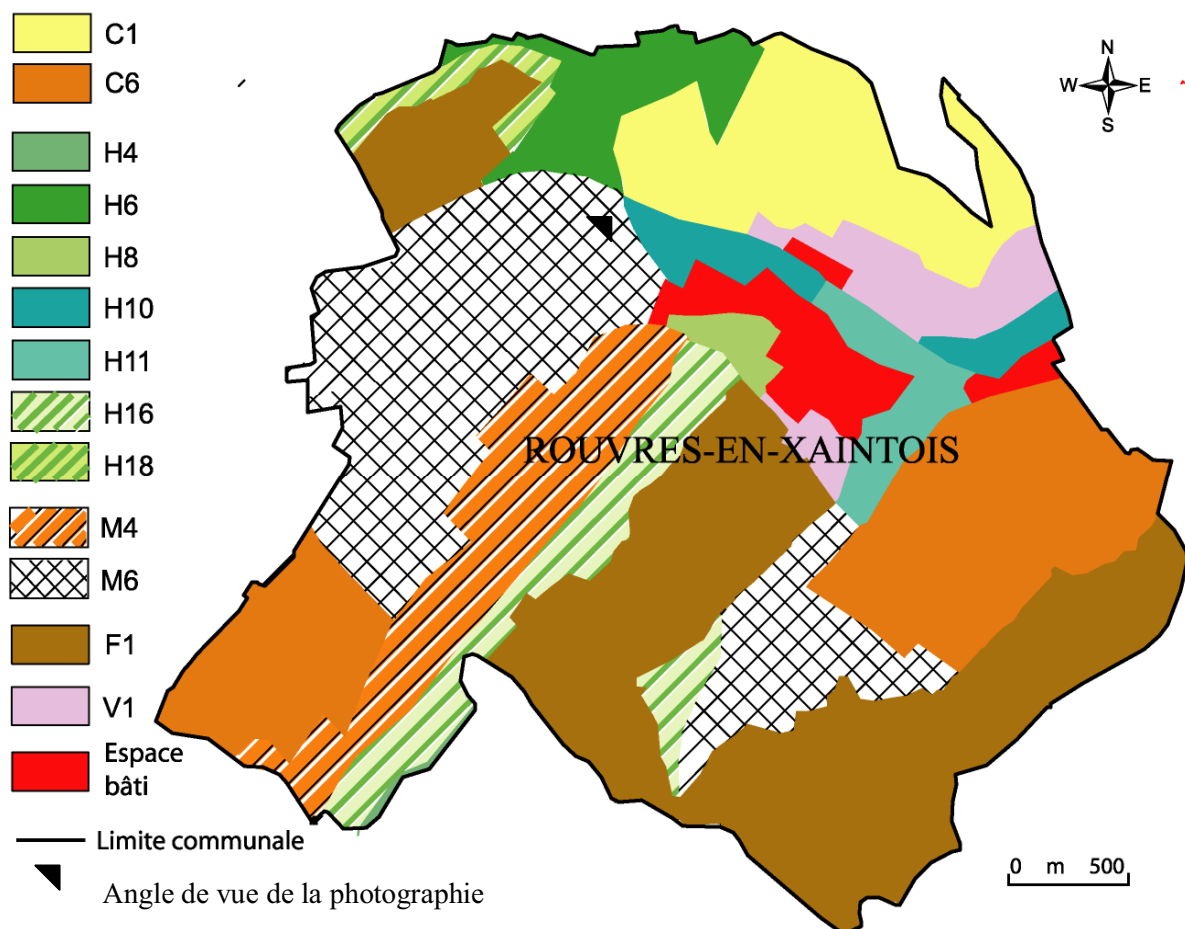 C1
C6
H4
H6
H8
H10
H11
H16
H18
M4
M6
F1
V1
Espace
bâti
Limite communale
Angle de vue de la photographie
N
W E
S
ROUVRES-EN-XAINTOIS
0 m 500